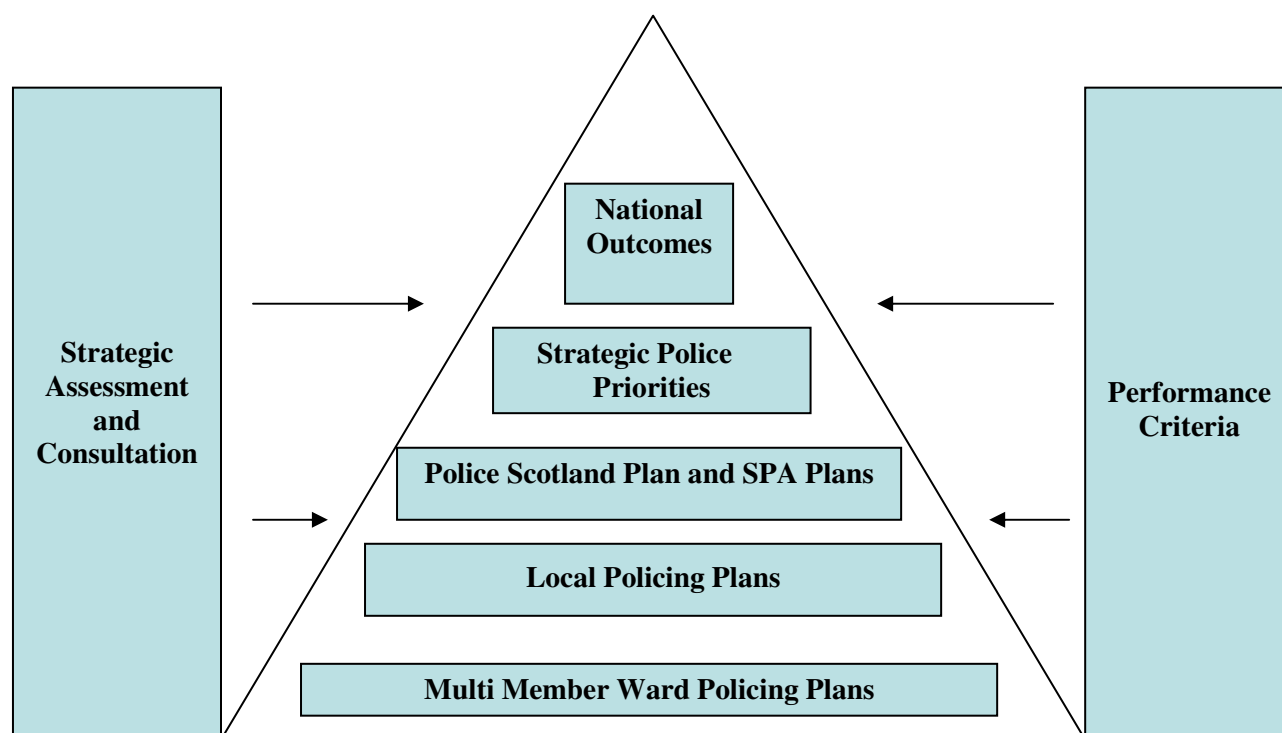 Strategic
Assessment
and
Consultation
National
Outcomes
Strategic Police
Priorities
Police Scotland Plan and SPA Plans
Local Policing Plans
Multi Member Ward Policing Plans
Performance
Criteria